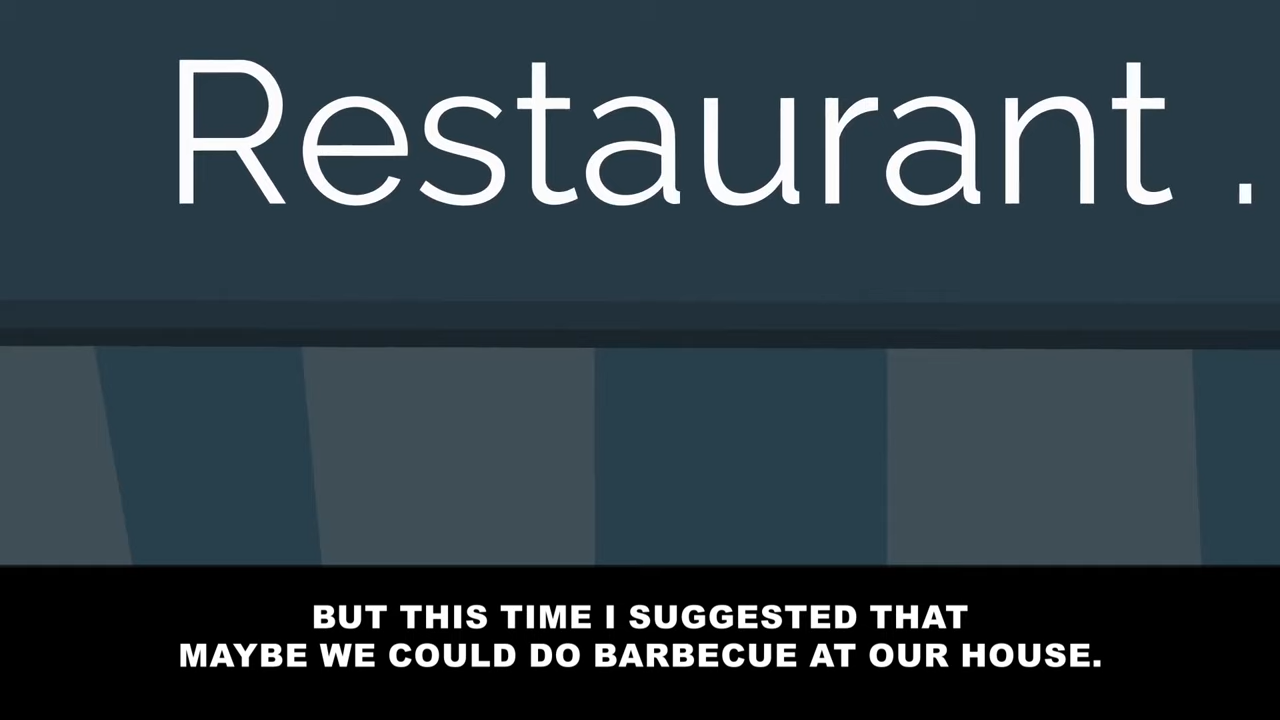 Restaurant .
BUT THIS TIME I SUGGESTED THAT
MAYBE WE COULD DO BARBECUE AT OUR HOUSE.